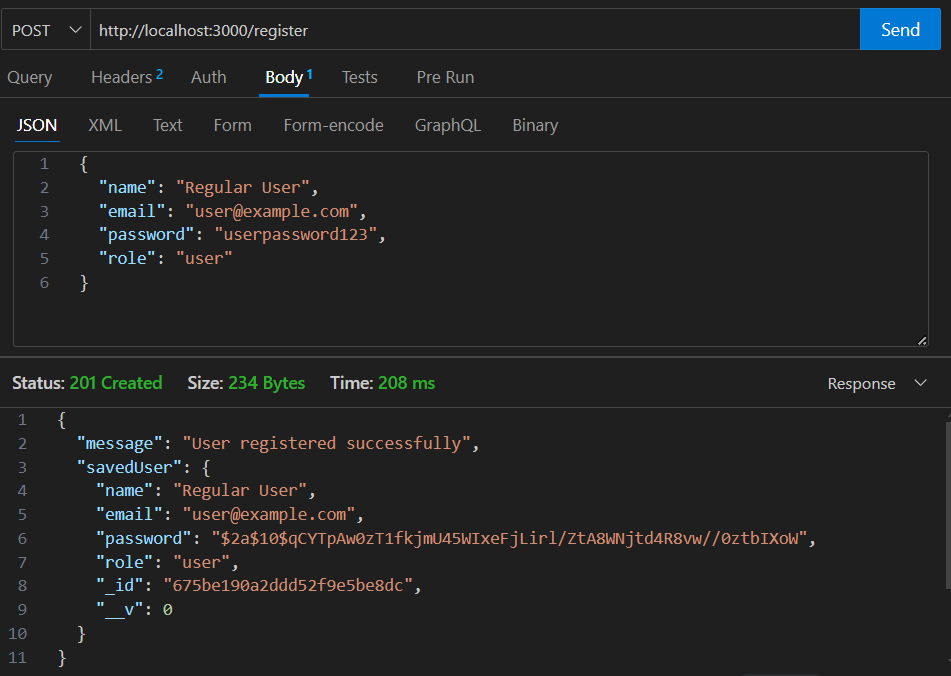 POST http://localhost:3000/register Send
Query Headers 2 Auth Body 1 Tests Pre Run
JSON XML Text Form Form-encode GraphQL Binary
1 {
2 "name": "Regular User",
3 "email": "user@example.com",
4 "password": "userpassword123",
5 "role": "user"
6 }
Status: 201 Created Size: 234 Bytes Time: 208 ms Response
1 {
2 "message": "User registered successfully",
3 "savedUser": {
4 "name": "Regular User",
5 "email": "user@example.com",
6 "password": "$2a$10$qCYTpAw0zT1fkjmU45WIxeFjLirl/ZtA8WNjtd4R8vw//0ztbIXoW",
7 "role": "user",
8 "_id": "675be190a2ddd52f9e5be8dc",
9 "__v": 0
10 }
11 }